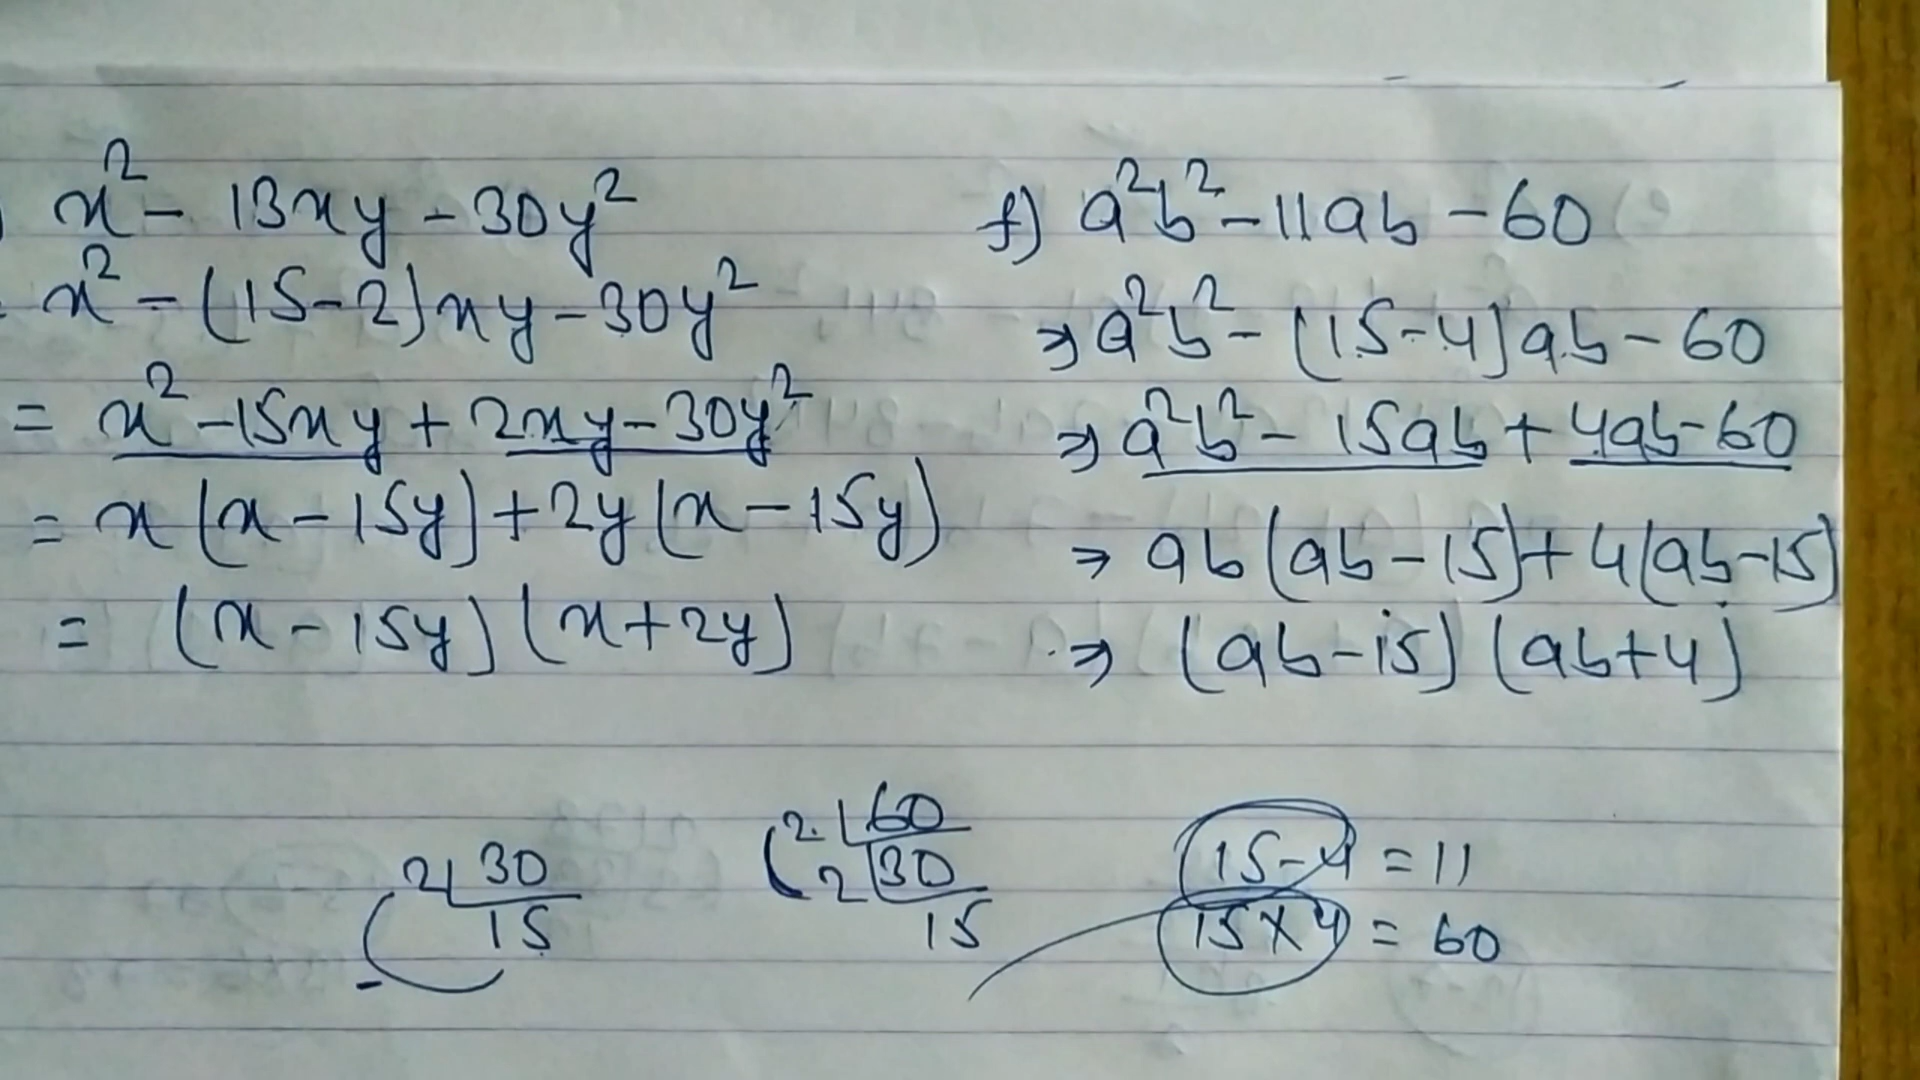 x² - 13xy - 30y²
x² - (15-2)xy - 30y²
= x² - 15xy + 2xy - 30y²
= x(x - 15y) + 2y(x - 15y)
= (x - 15y)(x + 2y)
f) a²b² - 11ab - 60
⇒ a²b² - (15-4)ab - 60
⇒ a²b² - 15ab + 4ab - 60
⇒ ab(ab - 15) + 4(ab - 15)
⇒ (ab - 15)(ab + 4)
2 | 30
15
2 | 60
2 | 30
15
15 - 4 = 11
15 × 4 = 60